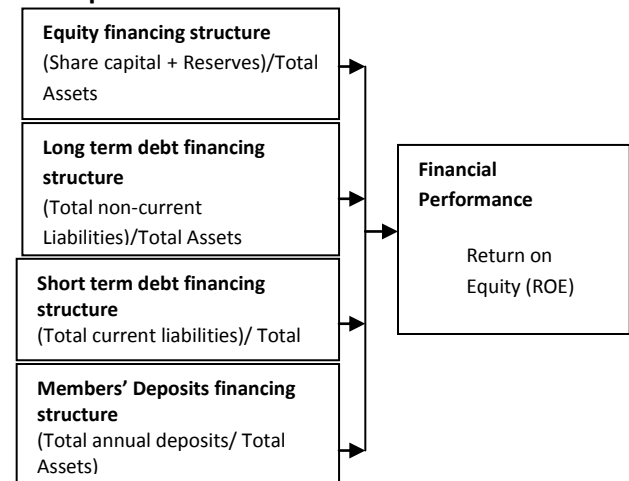 Equity financing structure
(Share capital + Reserves)/Total
Assets
Long term debt financing
structure
(Total non-current
Liabilities)/Total Assets
Short term debt financing
structure
(Total current liabilities)/ Total
Members’ Deposits financing
structure
(Total annual deposits/ Total
Assets)
Financial
Performance
Return on
Equity (ROE)